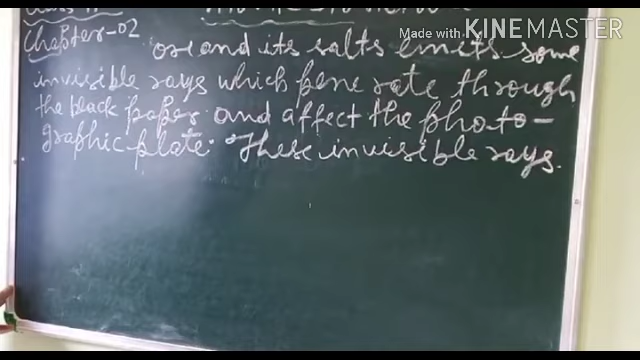 Made with KINEMASTER
Chapter-02
ore and its salts emits some
invisible rays which penetrate through
the black paper and affect the photo-
graphic plate. These invisible rays.